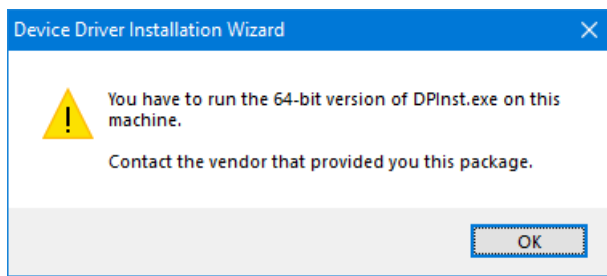 Device Driver Installation Wizard
You have to run the 64-bit version of DPInst.exe on this
machine.
Contact the vendor that provided you this package.
OK